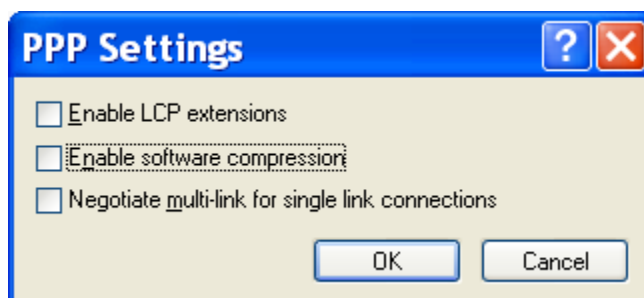 PPP Settings
?
Enable LCP extensions
Enable software compression
Negotiate multi-link for single link connections
OK Cancel